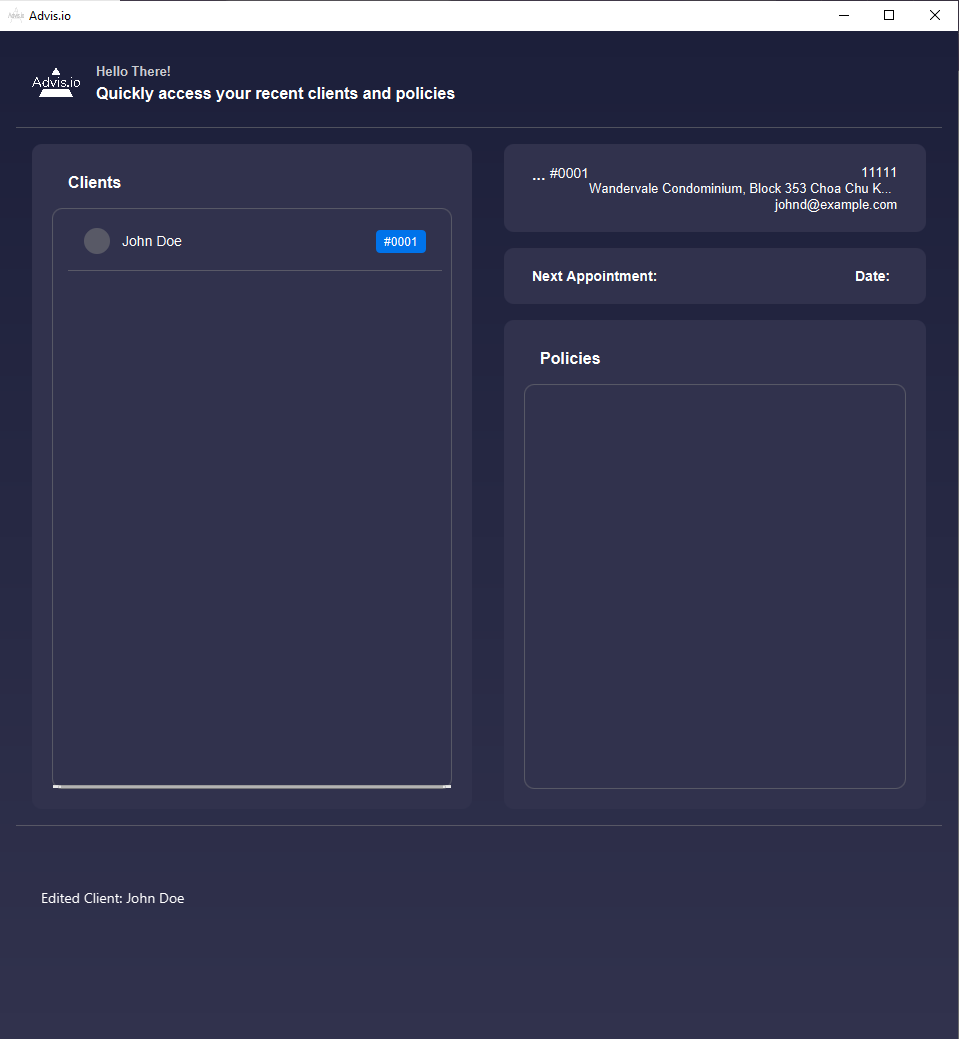 Advis.io
Advis.io
Hello There!
Quickly access your recent clients and policies
Clients
John Doe #0001
... #0001 11111
Wandervale Condominium, Block 353 Choa Chu K...
johnd@example.com
Next Appointment: Date:
Policies
Edited Client: John Doe